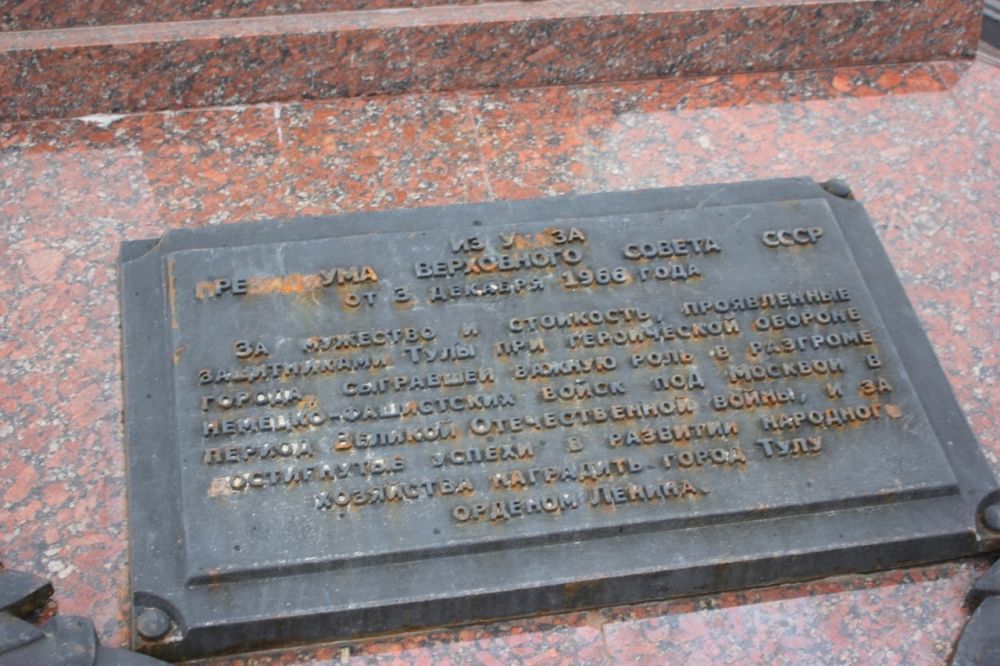 ИЗ УКАЗА
ПРЕЗИДИУМА ВЕРХОВНОГО СОВЕТА СССР
ОТ 3 ДЕКАБРЯ 1966 ГОДА
ЗА МУЖЕСТВО И СТОЙКОСТЬ, ПРОЯВЛЕННЫЕ
ЗАЩИТНИКАМИ ТУЛЫ ПРИ ГЕРОИЧЕСКОЙ ОБОРОНЕ
ГОРОДА, СЫГРАВШЕЙ ВАЖНУЮ РОЛЬ В РАЗГРОМЕ
НЕМЕЦКО-ФАШИСТСКИХ ВОЙСК ПОД МОСКВОЙ В
ПЕРИОД ВЕЛИКОЙ ОТЕЧЕСТВЕННОЙ ВОЙНЫ, И ЗА
ДОСТИГНУТЫЕ УСПЕХИ В РАЗВИТИИ НАРОДНОГО
ХОЗЯЙСТВА НАГРАДИТЬ ГОРОД ТУЛУ
ОРДЕНОМ ЛЕНИНА.